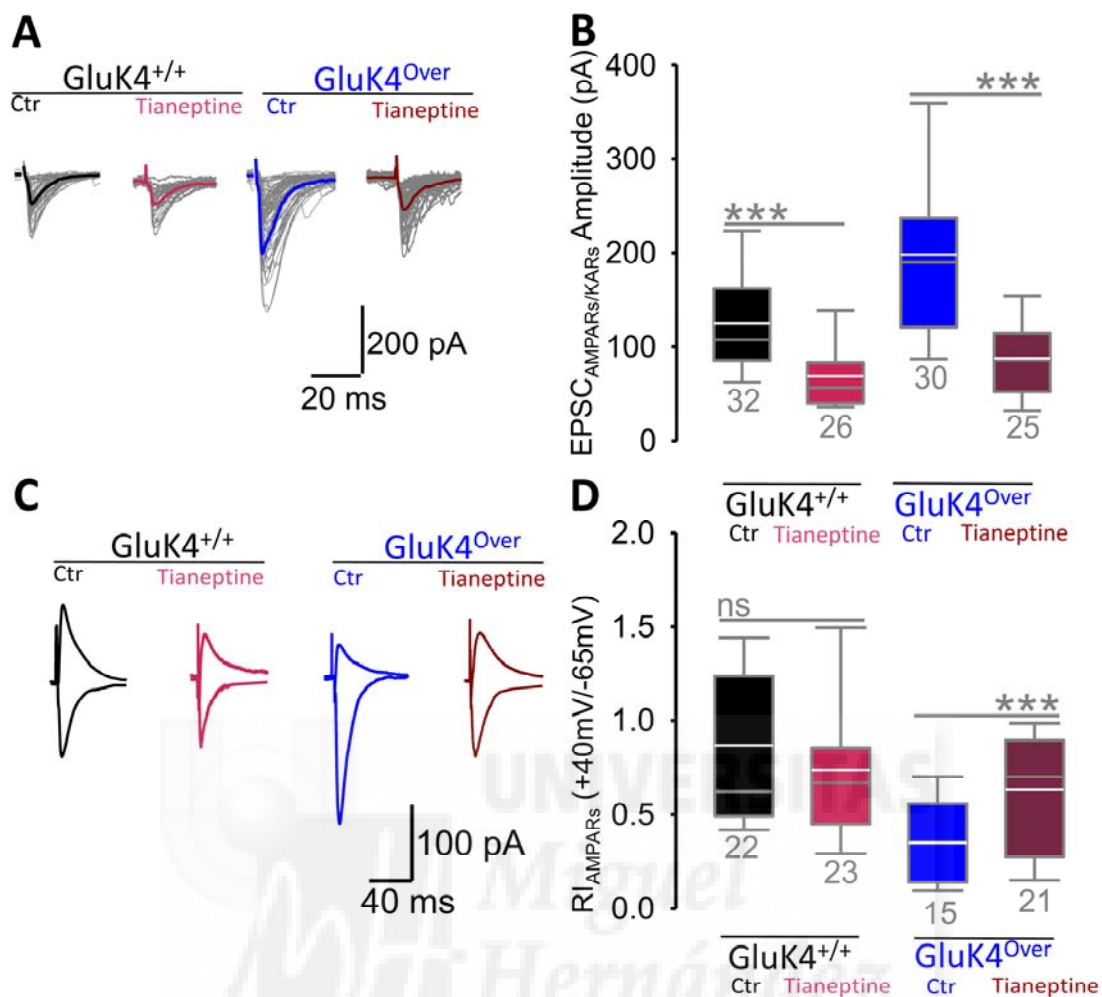 A
GluK4+/+ GluK4Over
Ctr Tianeptine Ctr Tianeptine
200 pA
20 ms
B
EPSCAMPARs/KARs Amplitude (pA)
400
300
200
100
0
*** ***
32 26 30 25
GluK4+/+ GluK4Over
Ctr Tianeptine Ctr Tianeptine
C
GluK4+/+ GluK4Over
Ctr Tianeptine Ctr Tianeptine
100 pA
40 ms
D
RIAMPARs (+40mV/-65mV)
2.0
1.5
1.0
0.5
0.0
ns ***
22 23 15 21
GluK4+/+ GluK4Over
Ctr Tianeptine Ctr Tianeptine
UNIVERSITAS
Miguel
Hernández